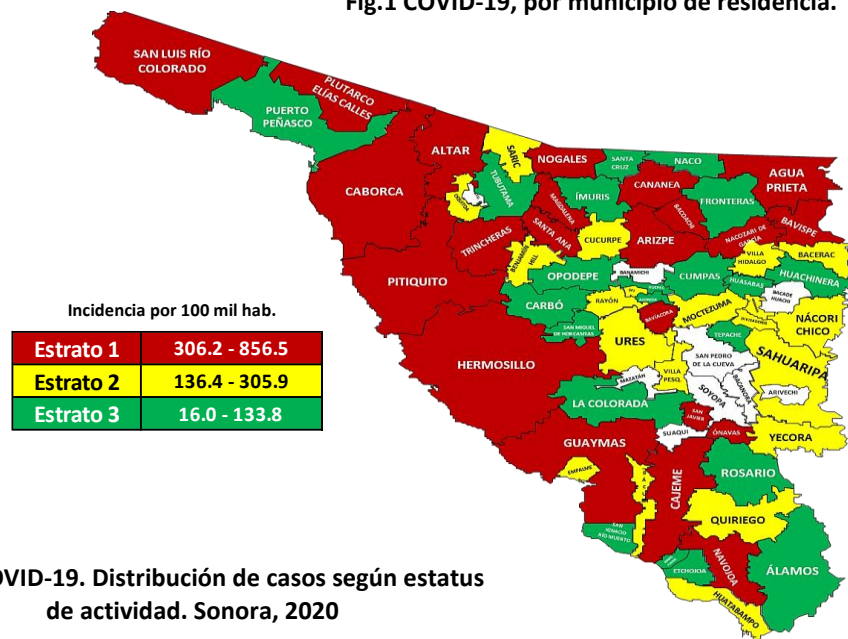 Fig.1 COVID-19, por municipio de residencia.
SAN LUIS RÍO
COLORADO
PLUTARCO
ELÍAS CALLES
PUERTO
PEÑASCO
ALTAR
SARIC
NOGALES
SANTA
CRUZ
NACO
AGUA
PRIETA
CABORCA
TUBUTAMA
MAGDALENA
ÍMURIS
CANANEA
BACOACHI
FRONTERAS
TRINCHERAS
SANTA ANA
CUCURPE
ARIZPE
NACOZARI DE
GARCÍA
BAVISPE
BENJAMIN
HILL
VILLA
HIDALGO
BACERAC
PITIQUITO
OPODEPE
BANAMICHI
CUMPAS
HUASABAS
HUACHINERA
CARBÓ
RAYÓN
MOCTEZUMA
BACADE
HUACHI
SAN MIGUEL
DE HORCASITAS
BAVIÁCORA
NÁCORI
CHICO
Incidencia por 100 mil hab.
Estrato 1 306.2 - 856.5
Estrato 2 136.4 - 305.9
Estrato 3 16.0 - 133.8
HERMOSILLO
URES
TEPACHE
SAN PEDRO
DE LA CUEVA
SAHUARIPA
MAZATÁN
VILLA
PESQ.
SOYOPA
BACANORA
ARIVECHI
LA COLORADA
SAN
JAVIER
GUAYMAS
SUAQUI
ÓNAVAS
YECORA
EMPALME
CAJEME
ROSARIO
QUIRIEGO
SAN
IGNACIO
RÍO MUERTO
NAVOJOA
ÁLAMOS
ETCHOJOA
HUATABAMPO
OVID-19. Distribución de casos según estatus
de actividad. Sonora, 2020